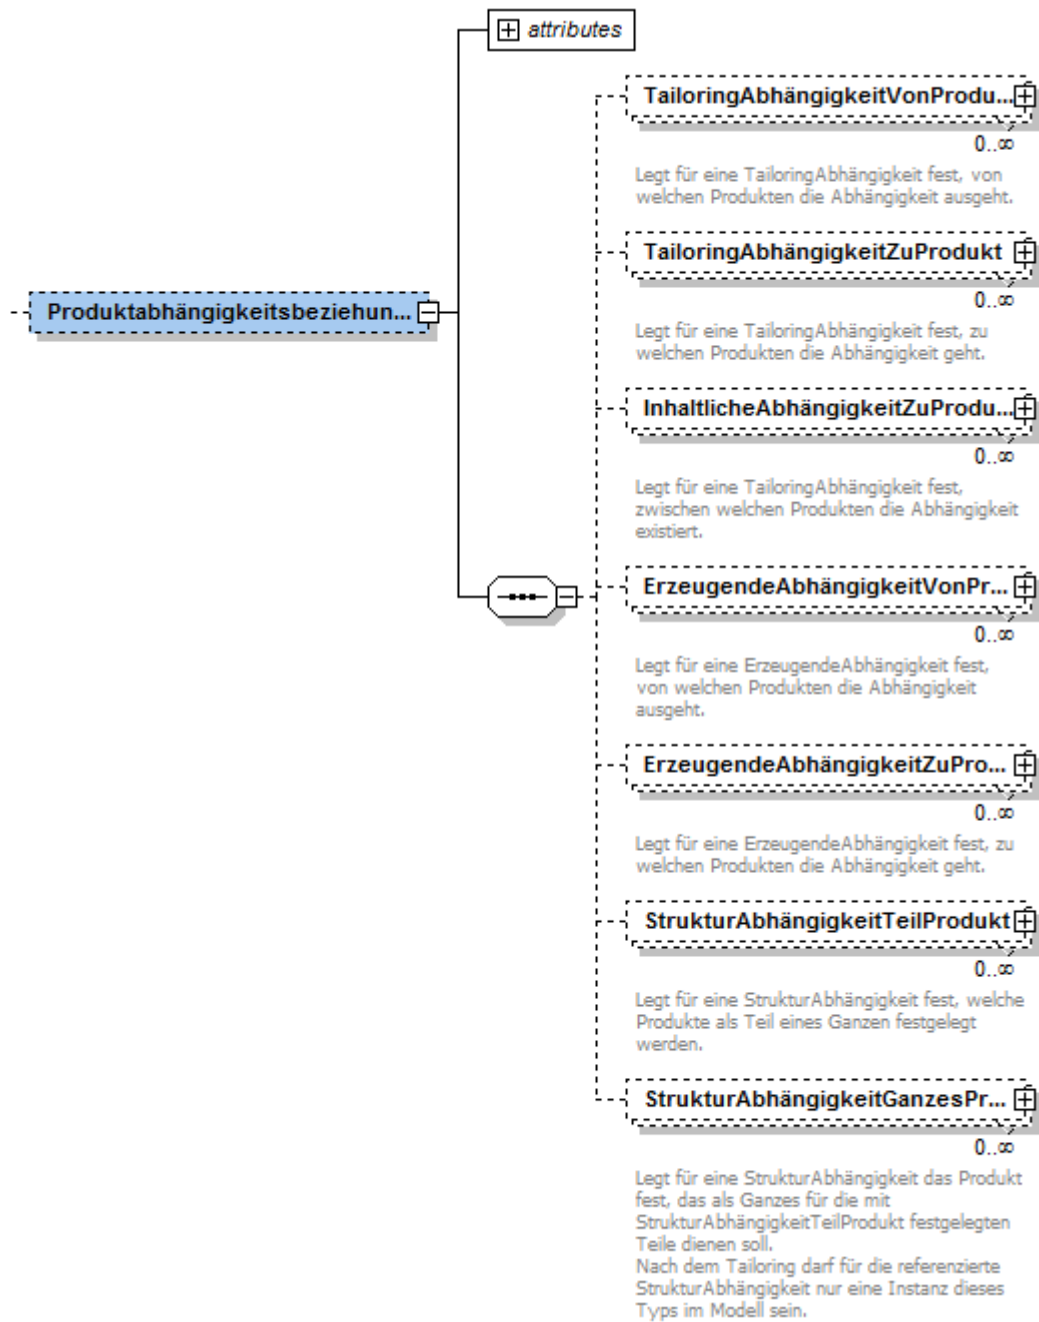 attributes
TailoringAbhängigkeitVonProdu...
0..∞
Legt für eine TailoringAbhängigkeit fest, von
welchen Produkten die Abhängigkeit ausgeht.
TailoringAbhängigkeitZuProdukt
0..∞
Produktabhängigkeitsbeziehun...
Legt für eine TailoringAbhängigkeit fest, zu
welchen Produkten die Abhängigkeit geht.
InhaltlicheAbhängigkeitZuProdu...
0..∞
Legt für eine TailoringAbhängigkeit fest,
zwischen welchen Produkten die Abhängigkeit
existiert.
ErzeugendeAbhängigkeitVonPr...
0..∞
Legt für eine ErzeugendeAbhängigkeit fest,
von welchen Produkten die Abhängigkeit
ausgeht.
ErzeugendeAbhängigkeitZuPro...
0..∞
Legt für eine ErzeugendeAbhängigkeit fest, zu
welchen Produkten die Abhängigkeit geht.
StrukturAbhängigkeitTeilProdukt
0..∞
Legt für eine StrukturAbhängigkeit fest, welche
Produkte als Teil eines Ganzen festgelegt
werden.
StrukturAbhängigkeitGanzesPr...
0..∞
Legt für eine StrukturAbhängigkeit das Produkt
fest, das als Ganzes für die mit
StrukturAbhängigkeitTeilProdukt festgelegten
Teile dienen soll.
Nach dem Tailoring darf für die referenzierte
StrukturAbhängigkeit nur eine Instanz dieses
Typs im Modell sein.